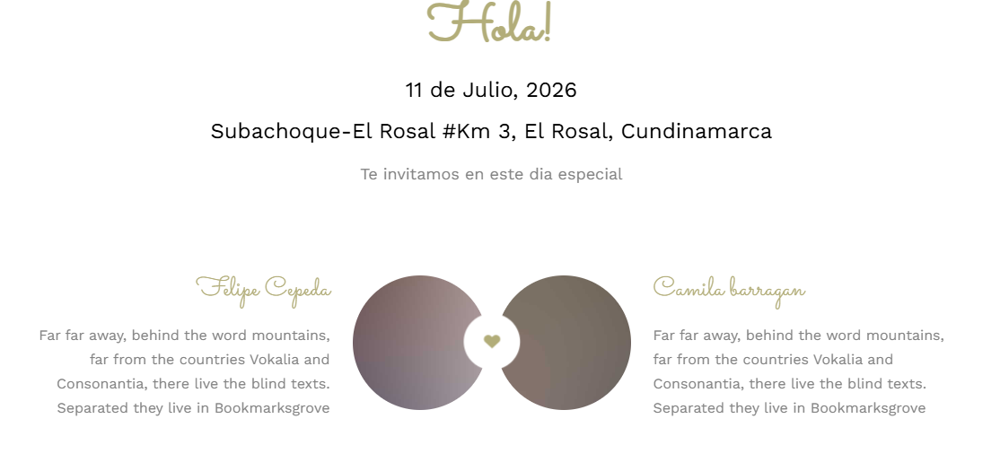 Hola!
11 de Julio, 2026
Subachoque-El Rosal #Km 3, El Rosal, Cundinamarca
Te invitamos en este dia especial
Felipe Cepeda
Far far away, behind the word mountains,
far from the countries Vokalia and
Consonantia, there live the blind texts.
Separated they live in Bookmarksgrove
Camila barragan
Far far away, behind the word mountains,
far from the countries Vokalia and
Consonantia, there live the blind texts.
Separated they live in Bookmarksgrove